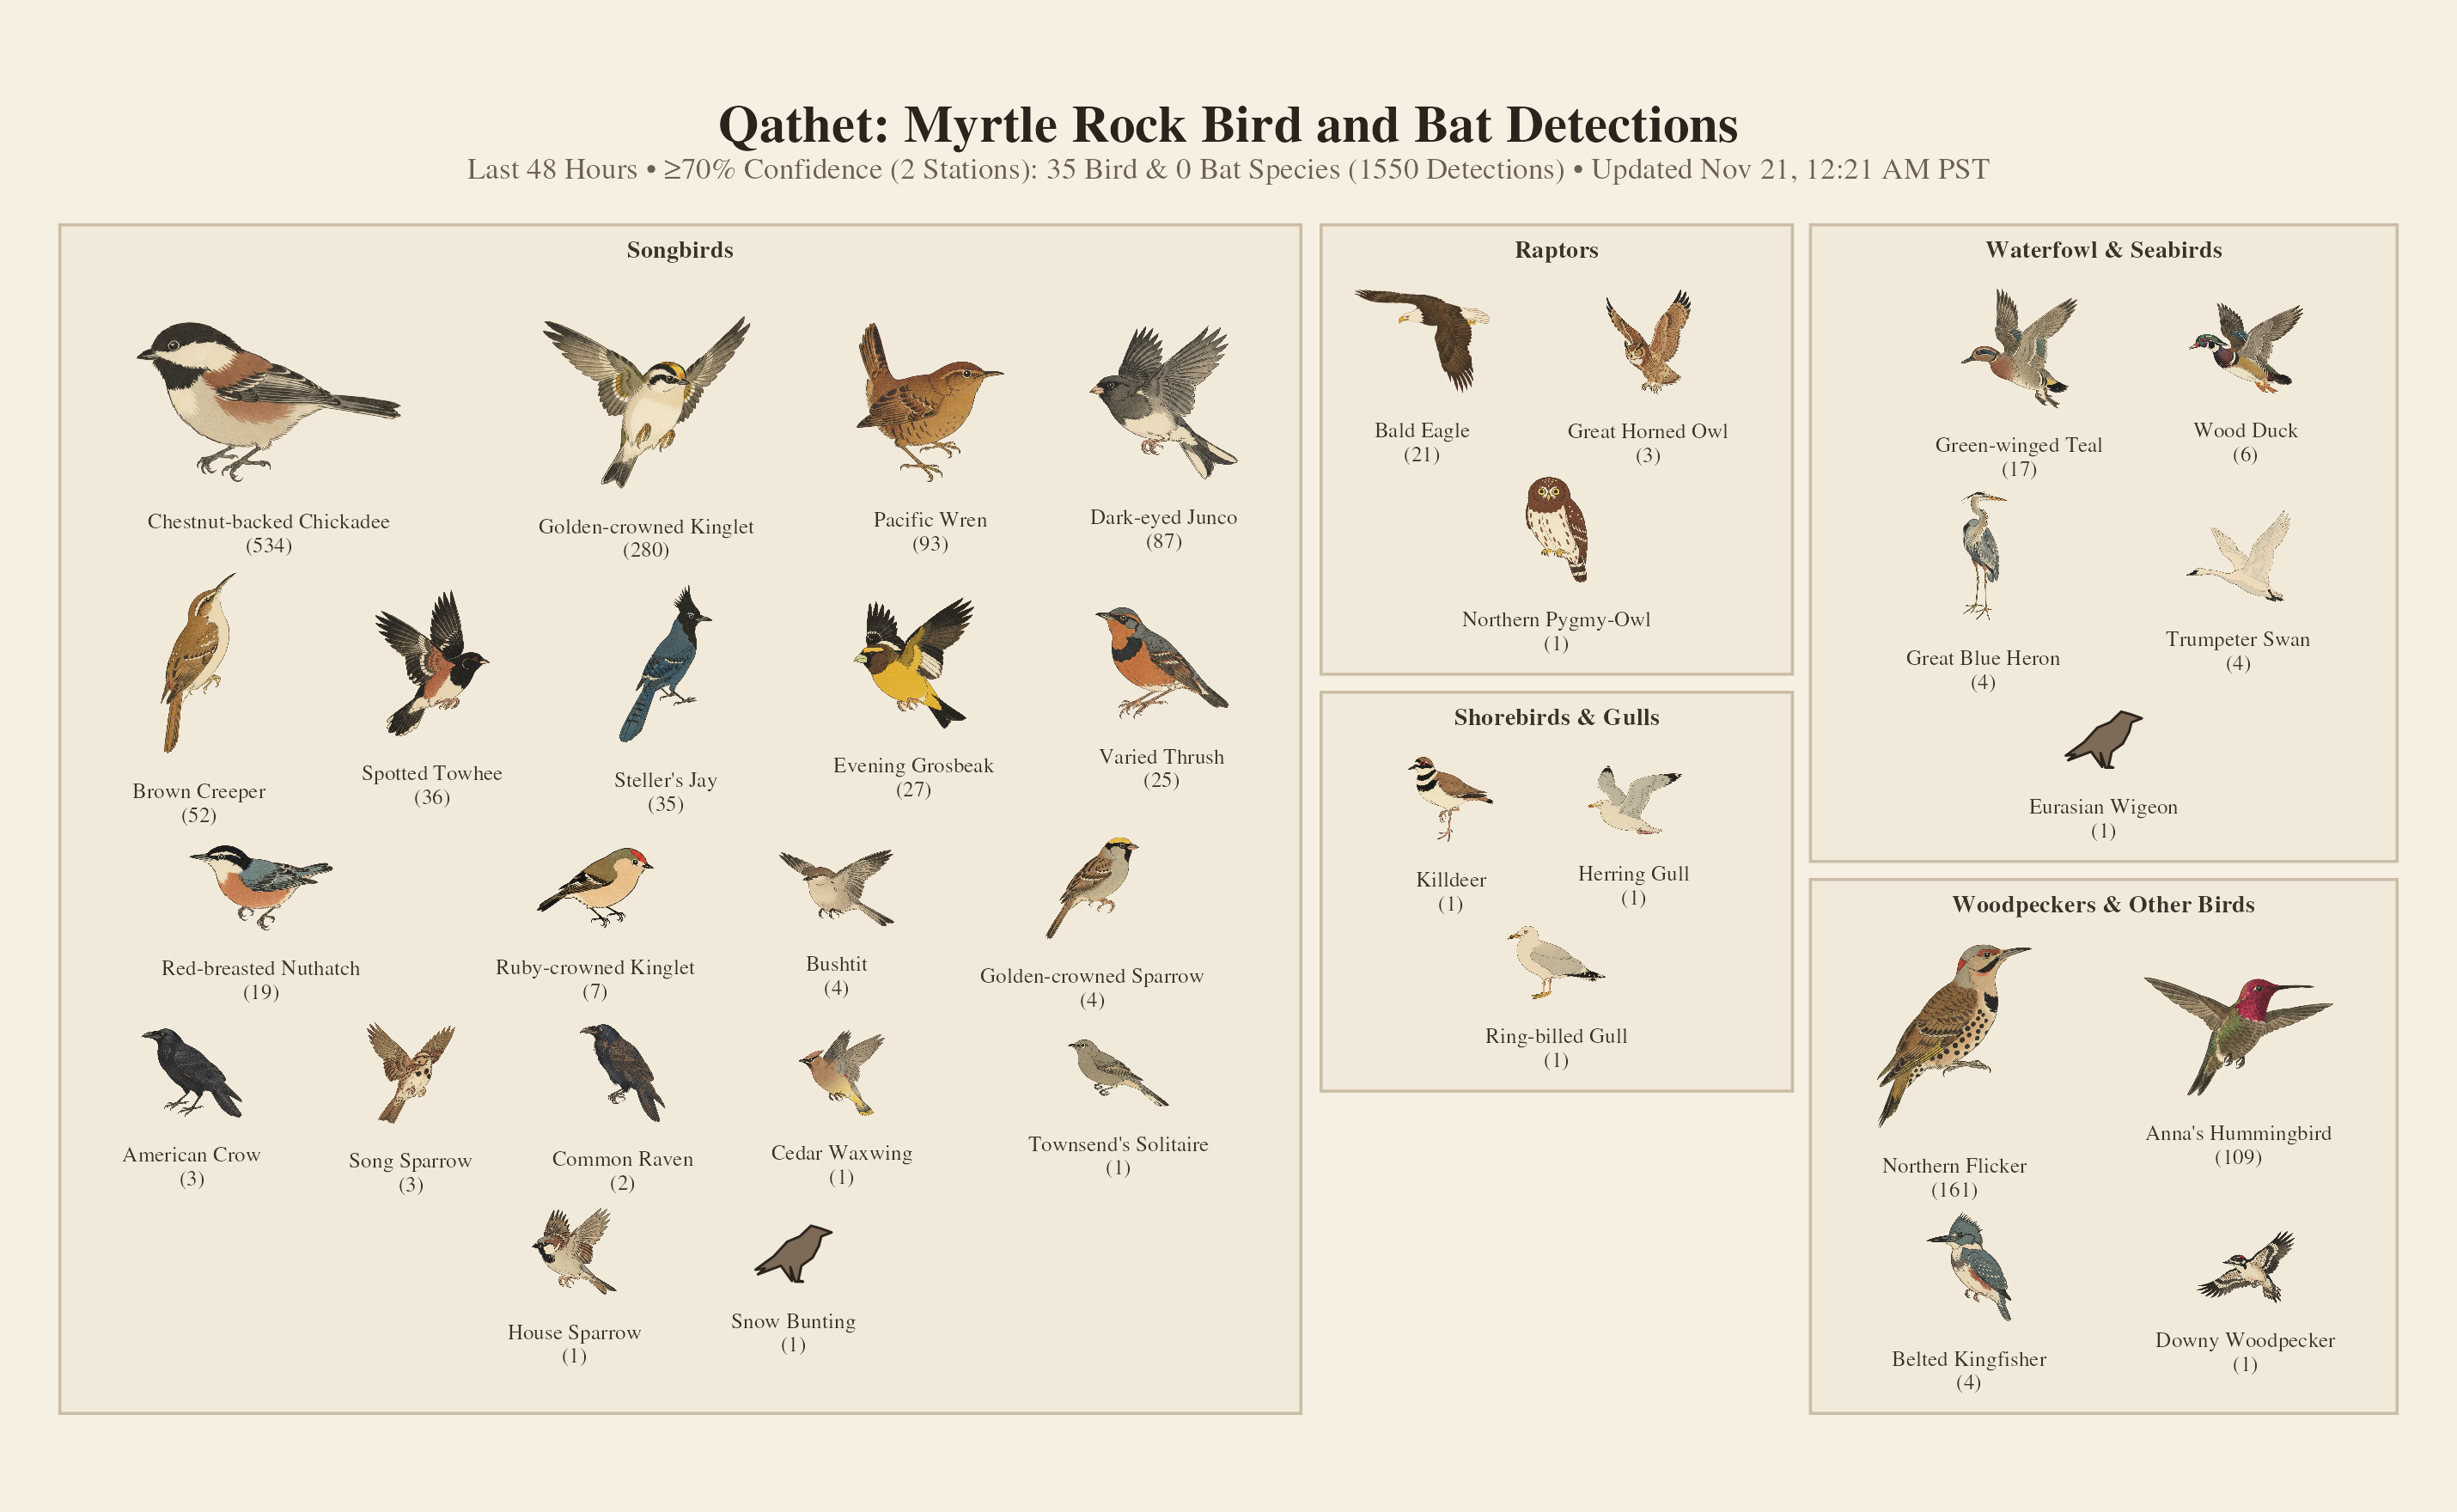 Qathet: Myrtle Rock Bird and Bat Detections
Last 48 Hours • ≥70% Confidence (2 Stations): 35 Bird & 0 Bat Species (1550 Detections) • Updated Nov 21, 12:21 AM PST
Songbirds
Chestnut-backed Chickadee
(534)
Golden-crowned Kinglet
(280)
Pacific Wren
(93)
Dark-eyed Junco
(87)
Brown Creeper
(52)
Spotted Towhee
(36)
Steller's Jay
(35)
Evening Grosbeak
(27)
Varied Thrush
(25)
Red-breasted Nuthatch
(19)
Ruby-crowned Kinglet
(7)
Bushtit
(4)
Golden-crowned Sparrow
(4)
American Crow
(3)
Song Sparrow
(3)
Common Raven
(2)
Cedar Waxwing
(1)
Townsend's Solitaire
(1)
House Sparrow
(1)
Snow Bunting
(1)
Raptors
Bald Eagle
(21)
Great Horned Owl
(3)
Northern Pygmy-Owl
(1)
Shorebirds & Gulls
Killdeer
(1)
Herring Gull
(1)
Ring-billed Gull
(1)
Waterfowl & Seabirds
Green-winged Teal
(17)
Wood Duck
(6)
Great Blue Heron
(4)
Trumpeter Swan
(4)
Eurasian Wigeon
(1)
Woodpeckers & Other Birds
Northern Flicker
(161)
Anna's Hummingbird
(109)
Belted Kingfisher
(4)
Downy Woodpecker
(1)